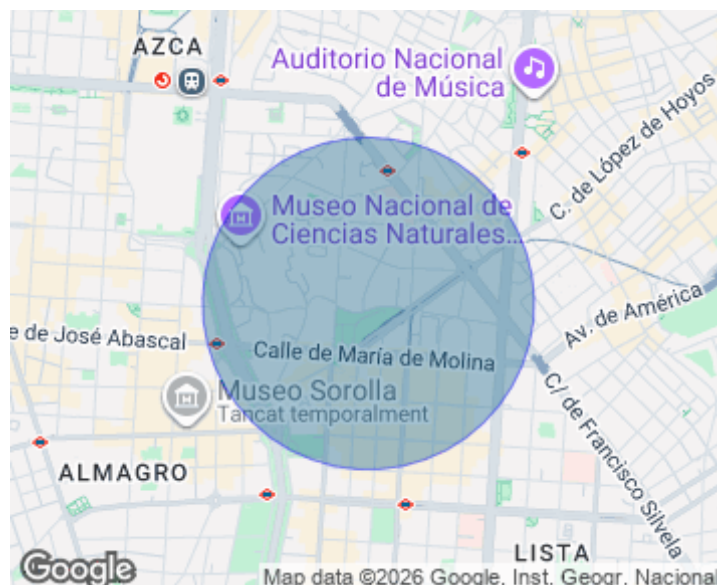 AZCA
Auditorio Nacional
de Música
C. de López de Hoyos
Museo Nacional de
Ciencias Naturales...
Av. de América
e de José Abascal
Calle de María de Molina
Museo Sorolla
Tancat temporalment
C/ de Francisco Silvela
ALMAGRO
LISTA
Google
Map data ©2026 Google, Inst. Geogr. Nacional